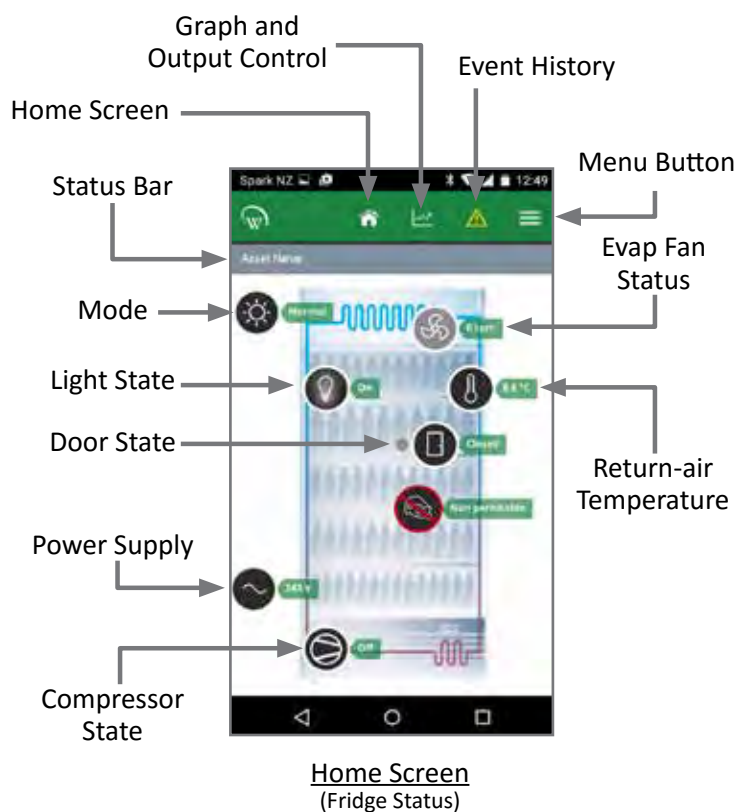 Graph and
Output Control
Event History
Home Screen
Menu Button
Status Bar
Spark NZ
12:49
Asset Name
Evap Fan
Status
Mode
Normal
Light State
On
Door State
Closed
Return-air
Temperature
Non permissible
Power Supply
Off
Compressor
State
Home Screen
(Fridge Status)